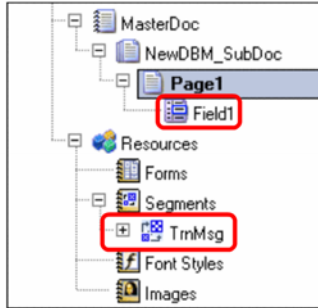 MasterDoc
NewDBM_SubDoc
Page1
Field1
Resources
Forms
Segments
TrnMsg
Font Styles
Images